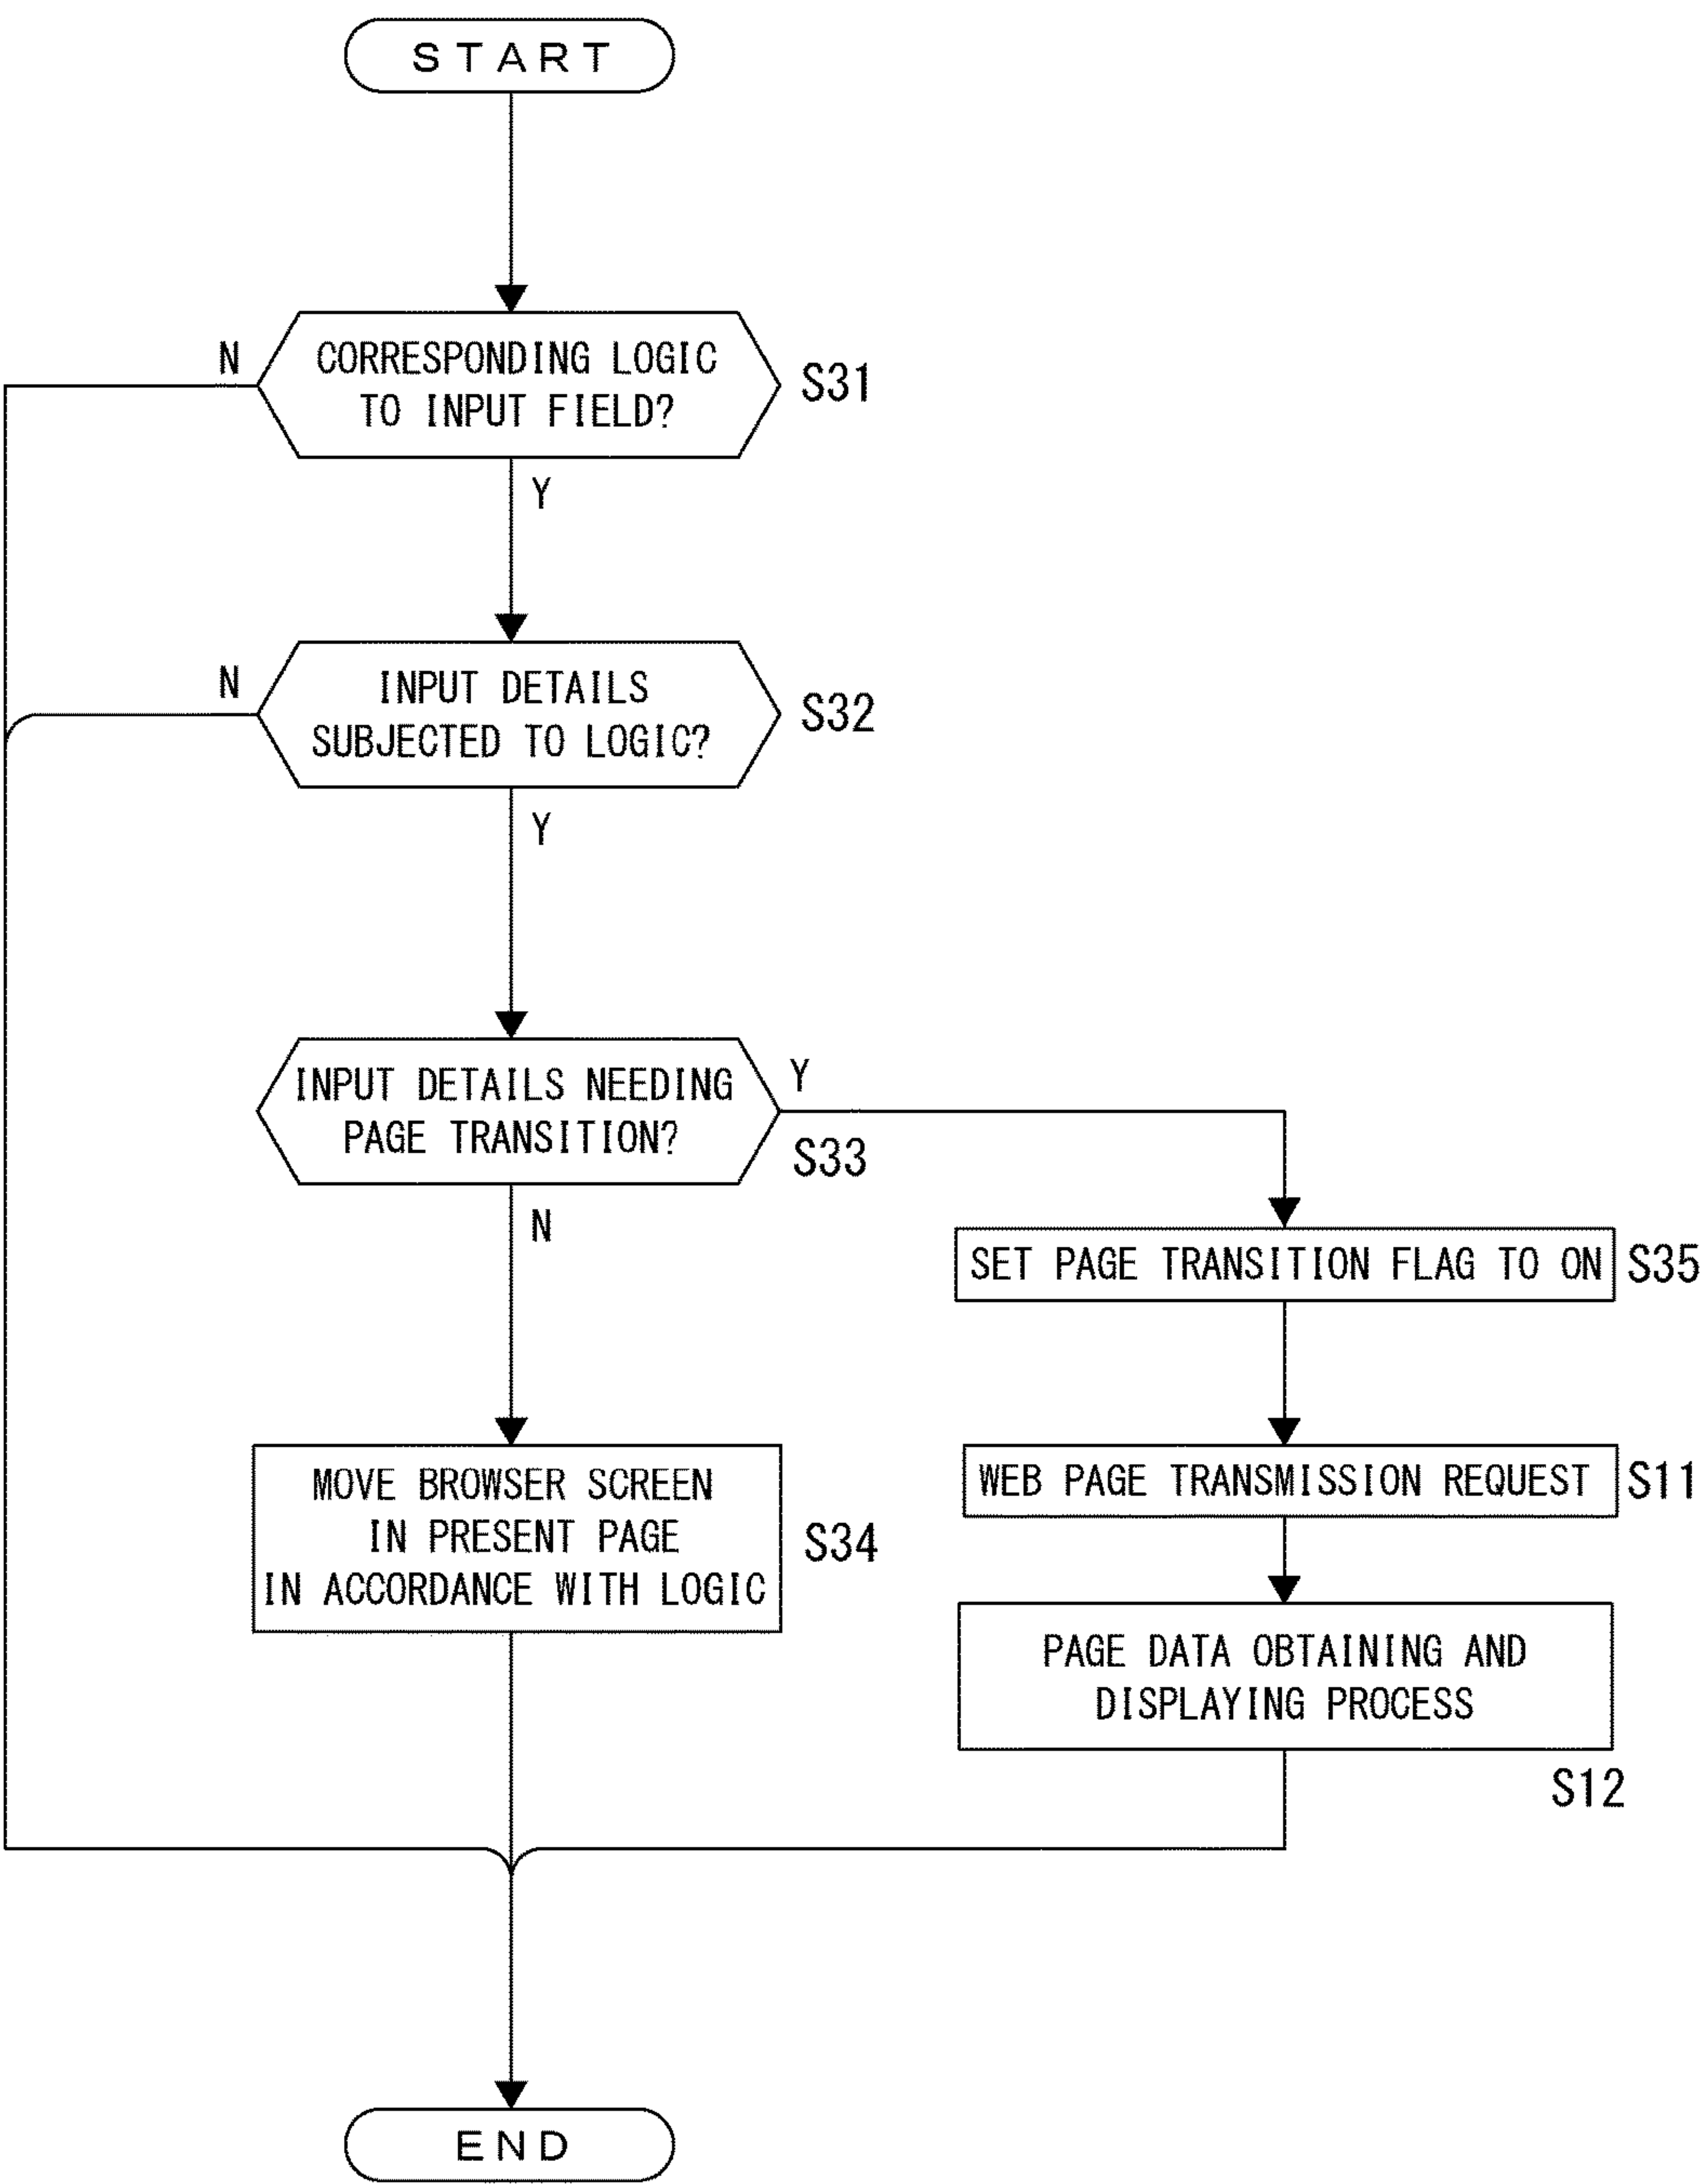 START
N
CORRESPONDING LOGIC
TO INPUT FIELD?
S31
Y
N
INPUT DETAILS
SUBJECTED TO LOGIC?
S32
Y
INPUT DETAILS NEEDING
PAGE TRANSITION?
Y
S33
N
SET PAGE TRANSITION FLAG TO ON
S35
MOVE BROWSER SCREEN
IN PRESENT PAGE
IN ACCORDANCE WITH LOGIC
S34
WEB PAGE TRANSMISSION REQUEST
S11
PAGE DATA OBTAINING AND
DISPLAYING PROCESS
S12
END